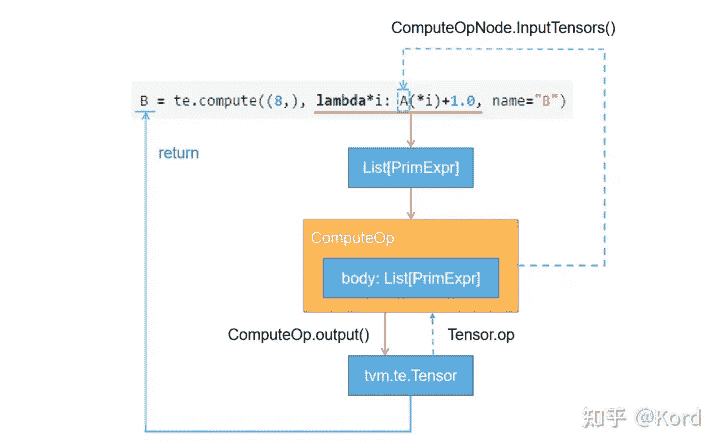 ComputeOpNode.InputTensors()
B = te.compute((8,), lambda*i: A(*i)+1.0, name="B")
return
List[PrimExpr]
ComputeOp
body: List[PrimExpr]
ComputeOp.output()
Tensor.op
tvm.te.Tensor
知乎 @Kord